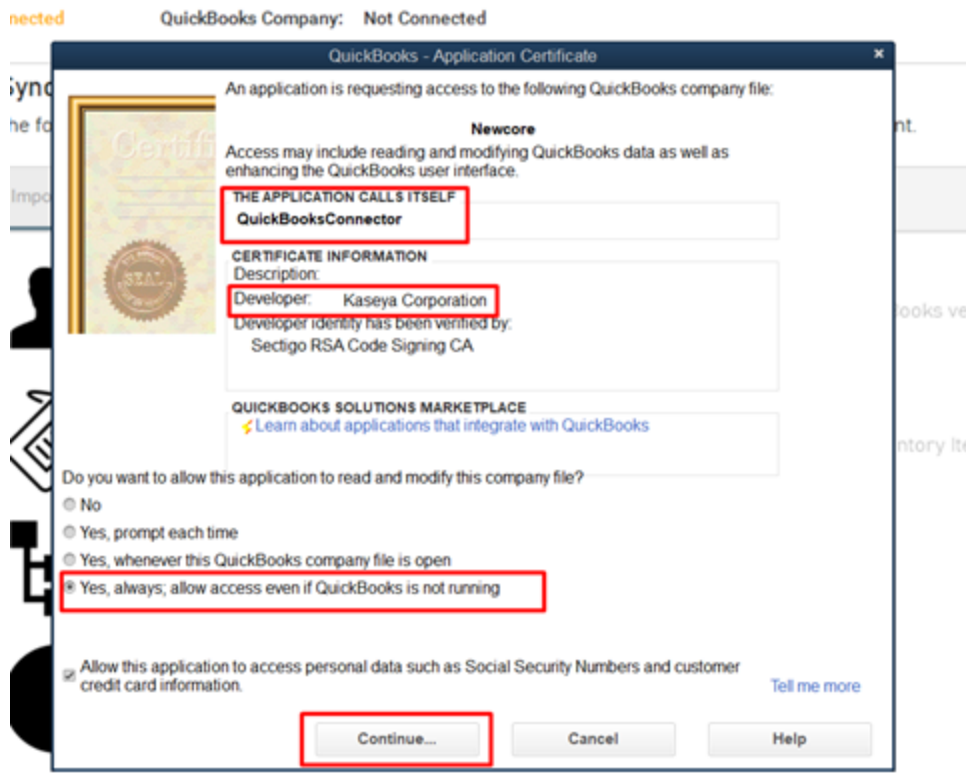 nected QuickBooks Company: Not Connected
QuickBooks - Application Certificate ×
Sync
An application is requesting access to the following QuickBooks company file:
he fo
nt.
Newcore
Certifi
Access may include reading and modifying QuickBooks data as well as
enhancing the QuickBooks user interface.
Impo
THE APPLICATION CALLS ITSELF
QuickBooksConnector
CERTIFICATE INFORMATION
Description:
SEAL
Developer: Kaseya Corporation
ooks ve
Developer identity has been verified by:
Sectigo RSA Code Signing CA
QUICKBOOKS SOLUTIONS MARKETPLACE
Learn about applications that integrate with QuickBooks
ntory Ite
Do you want to allow this application to read and modify this company file?
No
Yes, prompt each time
Yes, whenever this QuickBooks company file is open
Yes, always; allow access even if QuickBooks is not running
Allow this application to access personal data such as Social Security Numbers and customer
credit card information.
Tell me more
Continue... Cancel Help